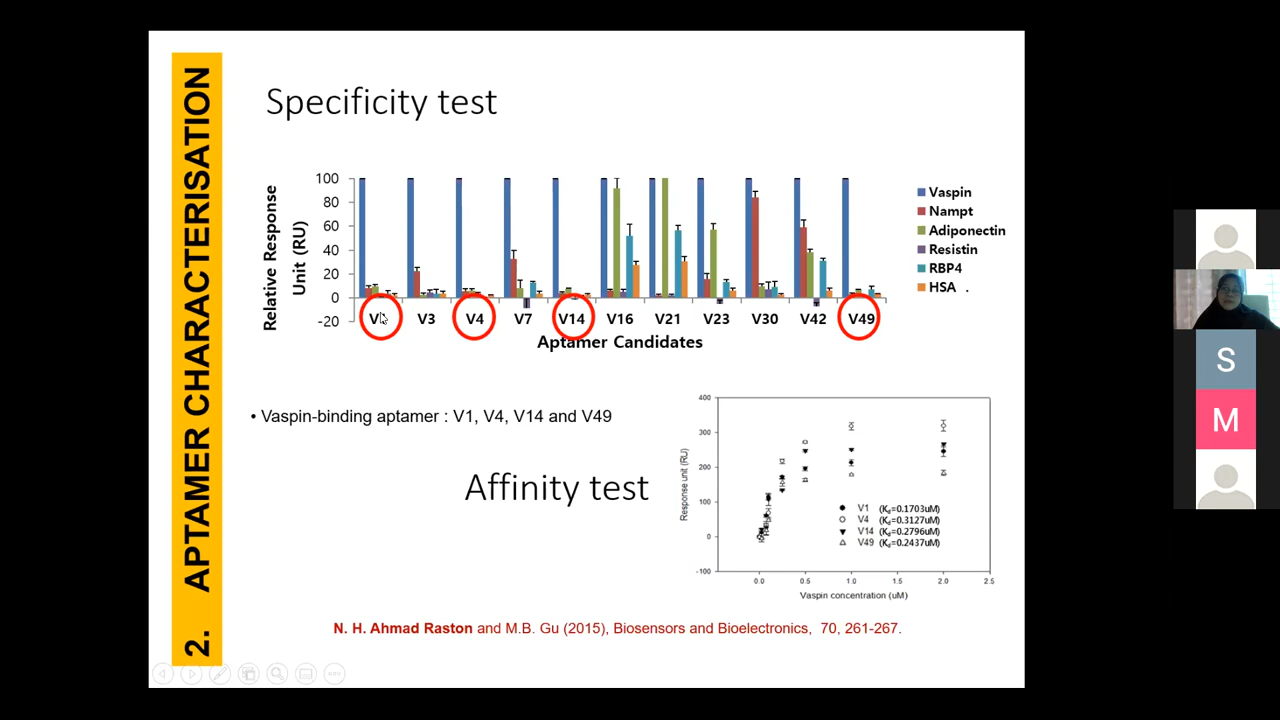 2. APTAMER CHARACTERISATION
Specificity test
Relative Response
Unit (RU)
100
80
60
40
20
0
-20
V
V3
V4
V7
V14
V16
V21
V23
V30
V42
V49
Aptamer Candidates
Vaspin
Nampt
Adiponectin
Resistin
RBP4
HSA .
• Vaspin-binding aptamer : V1, V4, V14 and V49
Affinity test
Response unit (RU)
400
300
200
100
0
-100
0.0
0.5
1.0
1.5
2.0
2.5
Vaspin concentration (uM)
V1 (Kd=0.1703uM)
V4 (Kd=0.3127uM)
V14 (Kd=0.2796uM)
V49 (Kd=0.2437uM)
N. H. Ahmad Raston and M.B. Gu (2015), Biosensors and Bioelectronics, 70, 261-267.
S
M